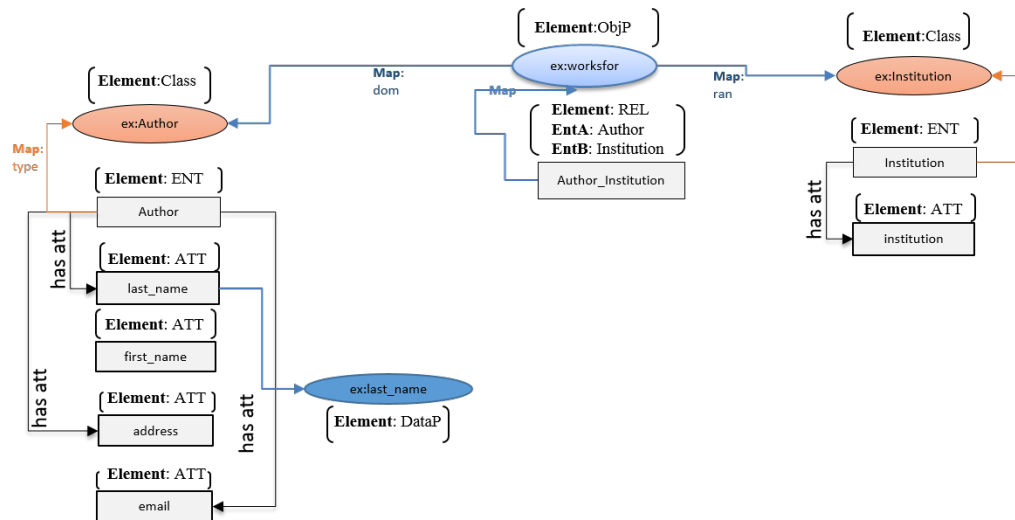 Element:ObjP
ex:worksfor
Element:Class
ex:Institution
Map:
dom
Map:
ran
Element:Class
ex:Author
Map
Element: REL
EntA: Author
EntB: Institution
Author_Institution
Element: ENT
Institution
has att
Element: ATT
institution
Map:
type
Element: ENT
Author
has att
Element: ATT
last_name
Element: ATT
first_name
ex:last_name
Element: DataP
has att
Element: ATT
address
has att
Element: ATT
email